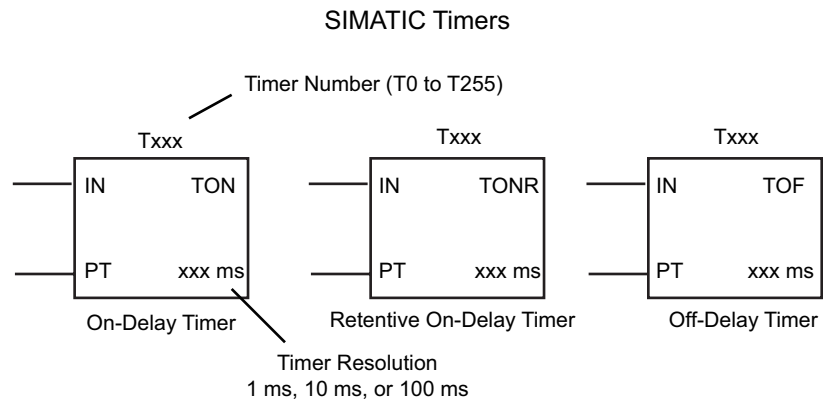 SIMATIC Timers
Timer Number (T0 to T255)
Txxx
IN TON
PT xxx ms
On-Delay Timer
Timer Resolution
1 ms, 10 ms, or 100 ms
Txxx
IN TONR
PT xxx ms
Retentive On-Delay Timer
Txxx
IN TOF
PT xxx ms
Off-Delay Timer